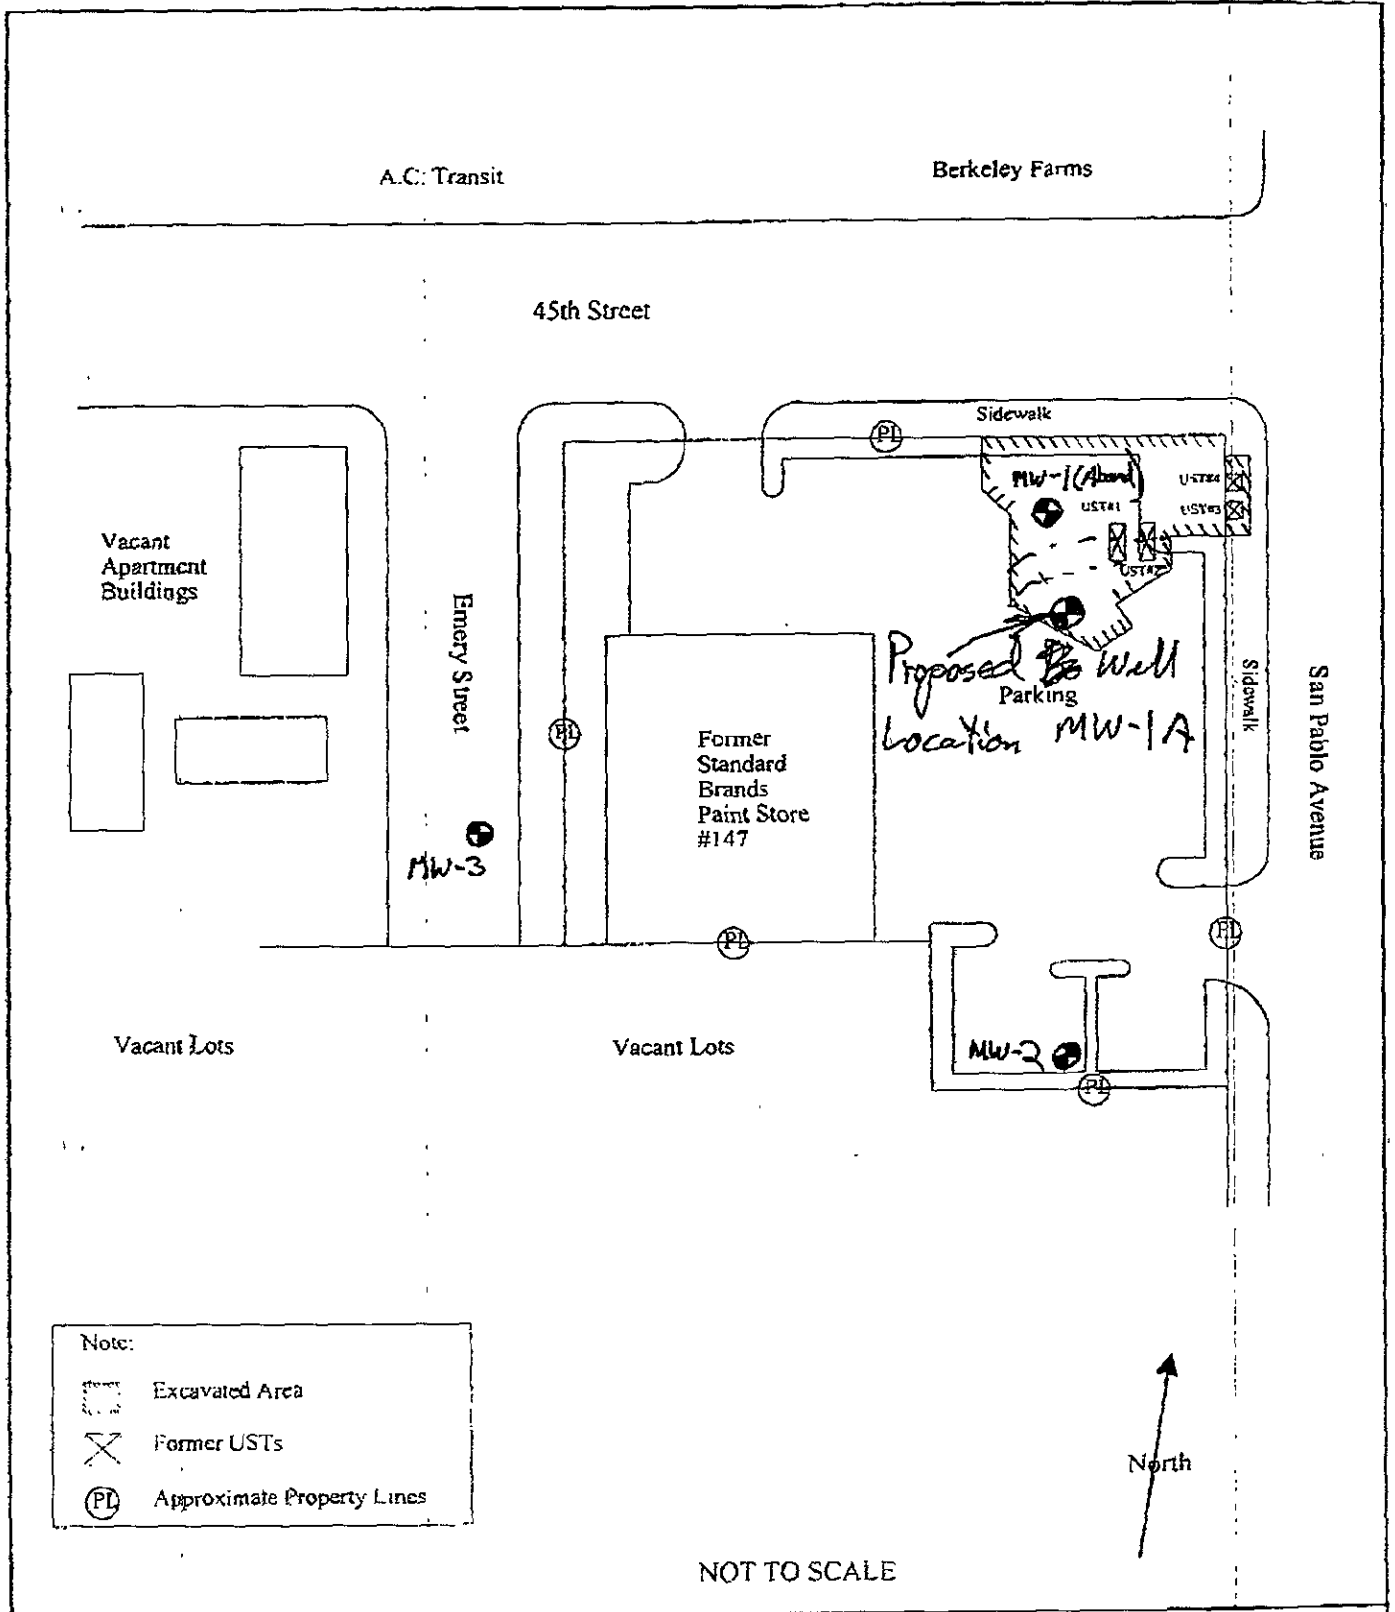 A.C. Transit
Berkeley Farms
45th Street
Sidewalk
PL
MW-1 (Aband)
UST#1
UST#4
UST#3
UST#2
Vacant
Apartment
Buildings
Emery Street
Proposed Well
Parking
Location MW-1A
Sidewalk
San Pablo Avenue
PL
Former
Standard
Brands
Paint Store
#147
MW-3
PL
PL
Vacant Lots
Vacant Lots
MW-2
PL
Note:
Excavated Area
Former USTs
PL Approximate Property Lines
North
NOT TO SCALE